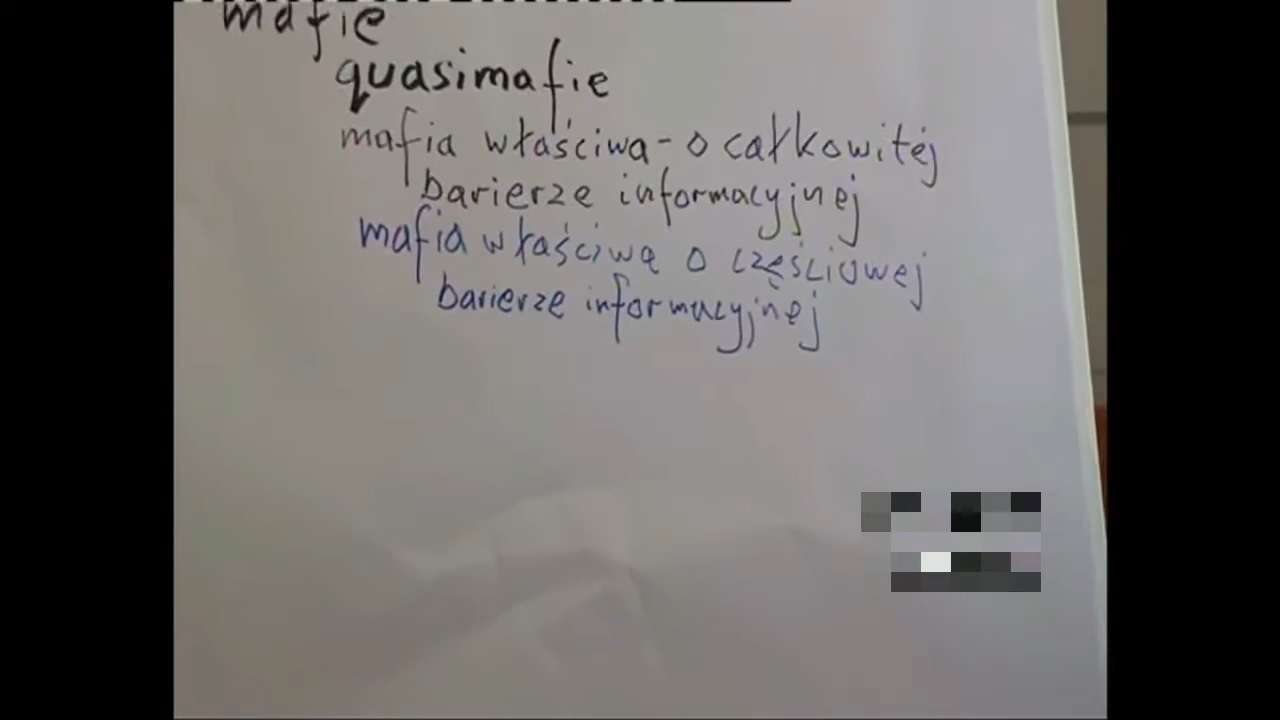 mafie
quasimafie
mafia właściwa - o całkowitej
barierze informacyjnej
mafia właściwa o częściowej
barierze informacyjnej